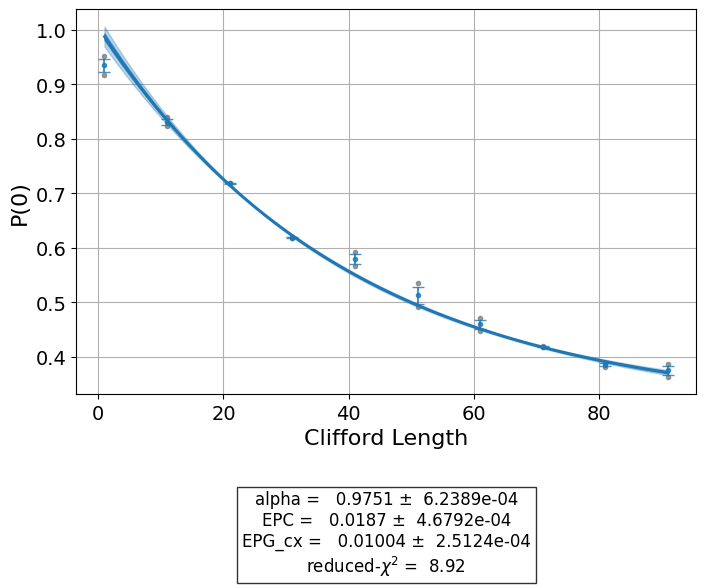 1.0
0.9
0.8
0.7
0.6
0.5
0.4
P(0)
0 20 40 60 80
Clifford Length
alpha = 0.9751 ± 6.2389e-04
EPC = 0.0187 ± 4.6792e-04
EPG_cx = 0.01004 ± 2.5124e-04
reduced-χ² = 8.92